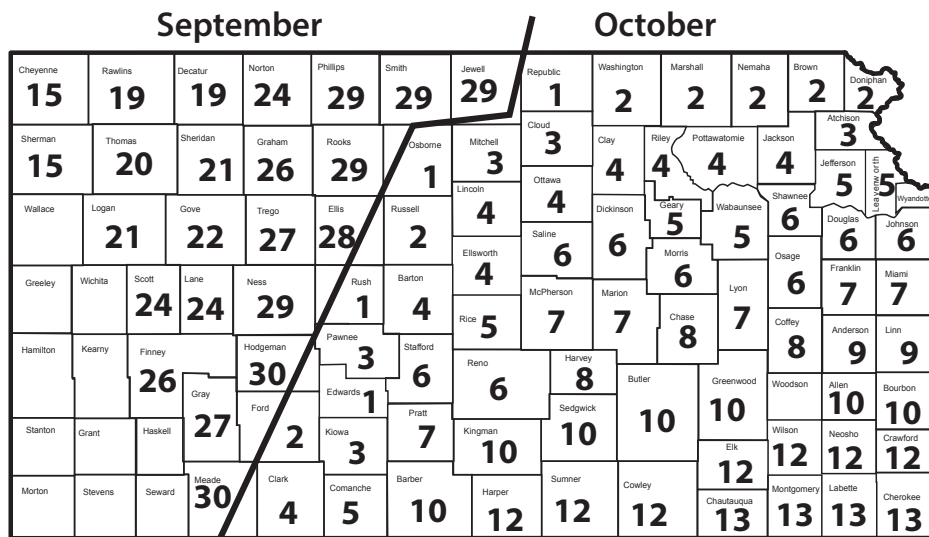 September October
Cheyenne Rawlins Decatur Norton Phillips Smith Jewell Republic Washington Marshall Nemaha Brown Doniphan
15 19 19 24 29 29 29 1 2 2 2 2 2
Atchison
3
Sherman Thomas Sheridan Graham Rooks Osborne Mitchell Cloud Clay Riley Pottawatomie Jackson Jefferson Leavenworth
15 20 21 26 29 1 3 3 4 4 4 4 5 5
Wyandotte
Wallace Logan Gove Trego Ellis Russell Lincoln Ottawa Dickinson Geary Wabaunsee Shawnee Douglas Johnson
21 22 27 28 2 4 4 6 5 5 6 6 6
Saline
6
Greeley Wichita Scott Lane Ness Rush Barton Ellsworth McPherson Marion Morris Lyon Osage Franklin Miami
24 24 29 1 4 4 7 7 6 7 6 7 7
Rice Chase Coffey Anderson Linn
5 8 8 9 9
Hamilton Kearny Finney Hodgeman Pawnee Stafford Reno Harvey
26 30 3 6 6 8
Gray Edwards Butler Greenwood Woodson Allen Bourbon
27 1 10 10 10 10
Stanton Grant Haskell Ford Kiowa Pratt Kingman Sedgwick Elk Wilson Neosho Crawford
2 3 7 10 10 12 12 12 12
Morton Stevens Seward Meade Clark Comanche Barber Harper Sumner Cowley Chautauqua Montgomery Labette Cherokee
30 4 5 10 12 12 12 13 13 13 13